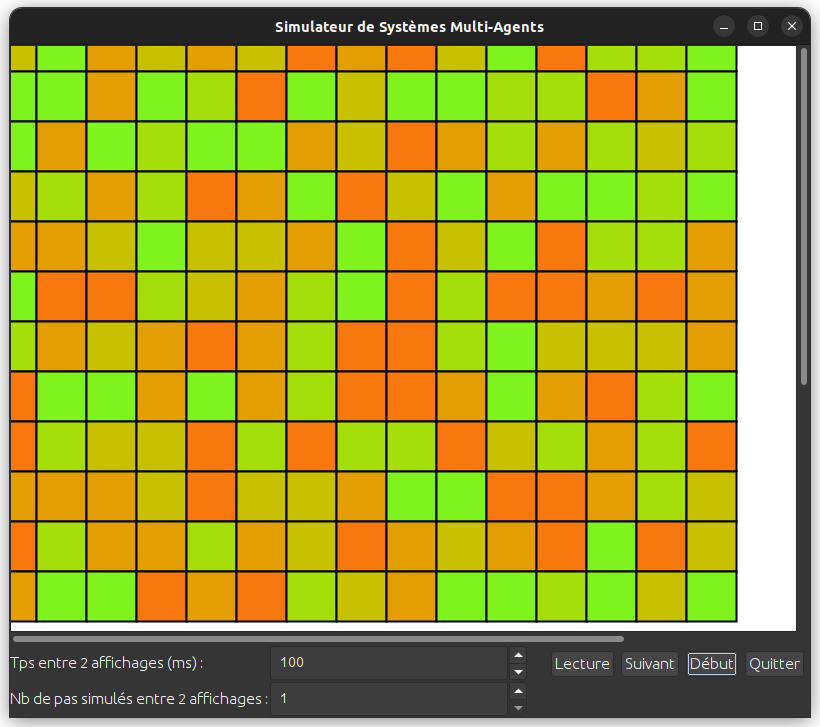 Simulateur de Systèmes Multi-Agents
Tps entre 2 affichages (ms) : 100 Lecture Suivant Début Quitter
Nb de pas simulés entre 2 affichages : 1